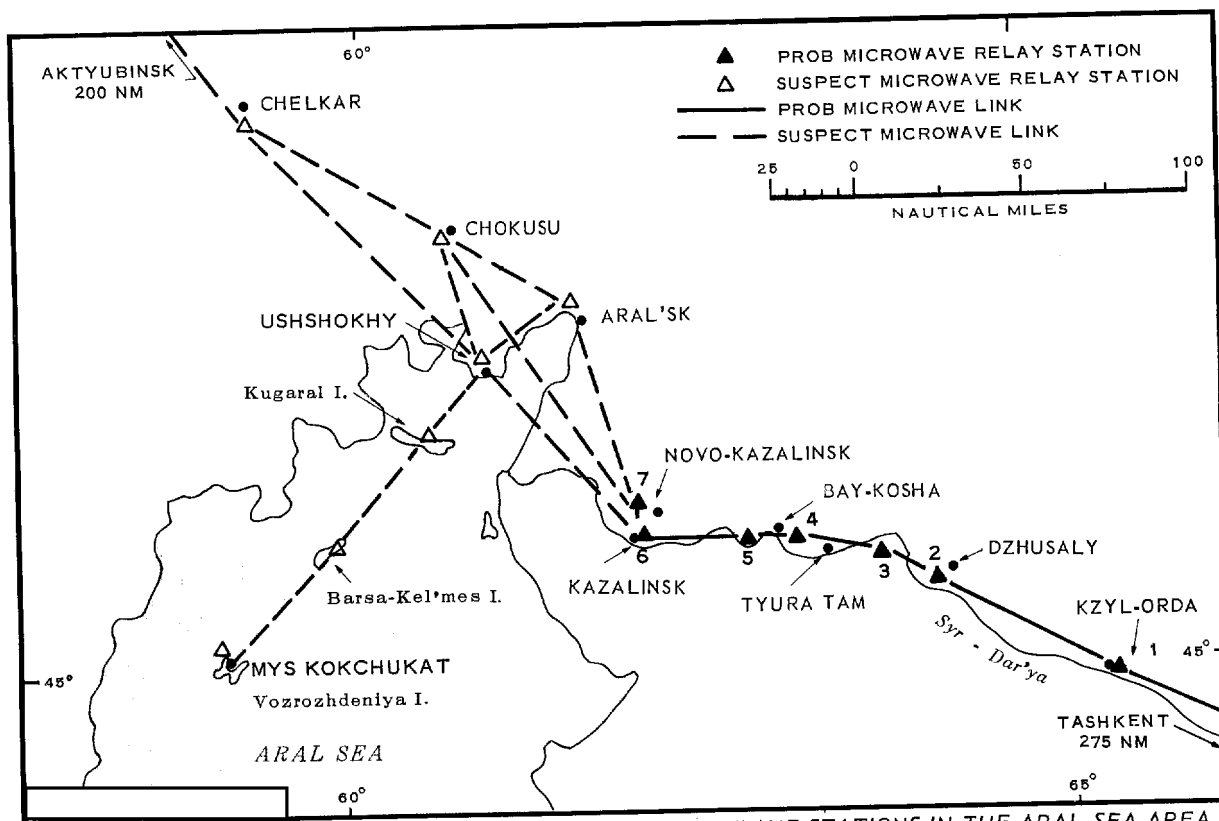 60°
▲ PROB MICROWAVE RELAY STATION
△ SUSPECT MICROWAVE RELAY STATION
PROB MICROWAVE LINK
SUSPECT MICROWAVE LINK
25 0 50 100
NAUTICAL MILES
AKTYUBINSK
200 NM
CHELKAR
CHOKUSU
ARAL'SK
USHSHOKHY
Kugaral I.
NOVO-KAZALINSK
7
BAY-KOSHA
4
DZHUSALY
2
6
5
3
KAZALINSK
TYURA TAM
Barsa-Kel'mes I.
KZYL-ORDA
1
45°
Syr - Dar'ya
MYS KOKCHUKAT
45°
Vozrozhdeniya I.
TASHKENT
275 NM
ARAL SEA
65°
60°
STATIONS IN THE ARAL SEA AREA